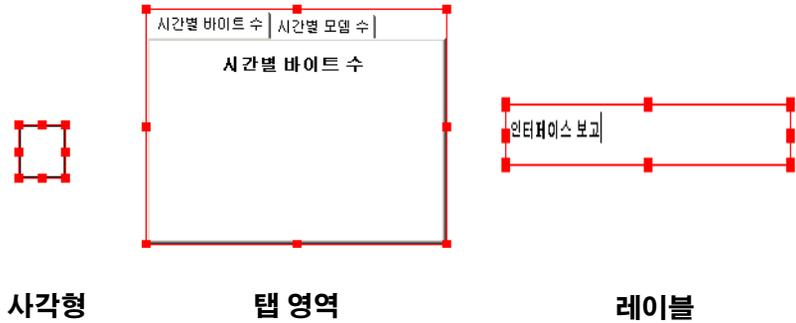 시간별 바이트 수 시간별 모뎀 수
시간별 바이트 수
인터페이스 보고
사각형 탭 영역 레이블